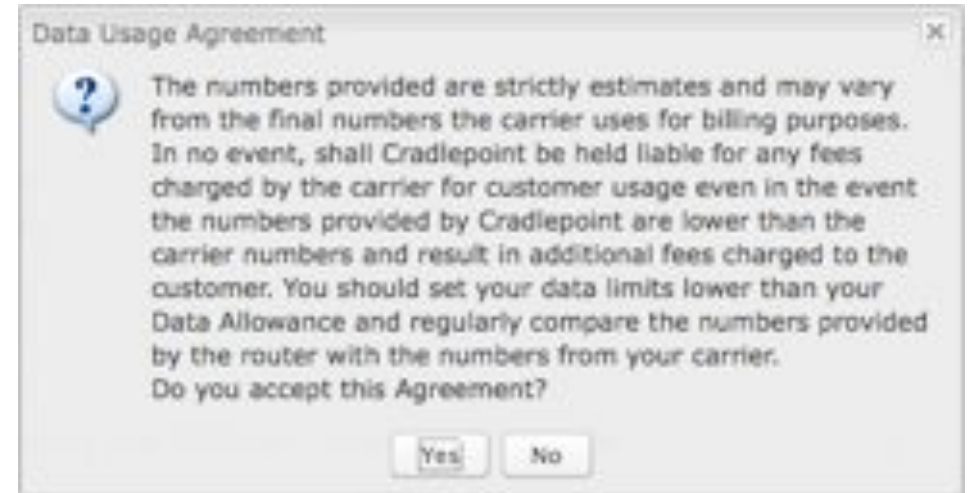 Data Usage Agreement
The numbers provided are strictly estimates and may vary
from the final numbers the carrier uses for billing purposes.
In no event, shall Cradlepoint be held liable for any fees
charged by the carrier for customer usage even in the event
the numbers provided by Cradlepoint are lower than the
carrier numbers and result in additional fees charged to the
customer. You should set your data limits lower than your
Data Allowance and regularly compare the numbers provided
by the router with the numbers from your carrier.
Do you accept this Agreement?
Yes No